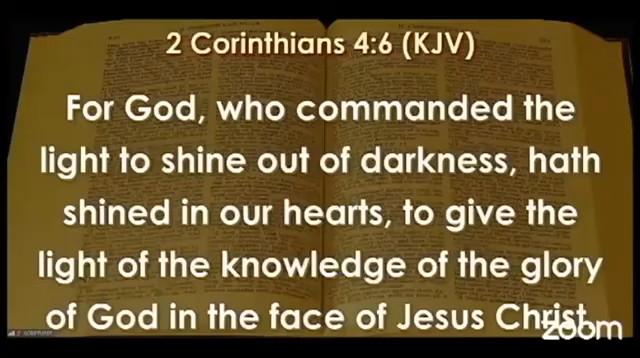 2 Corinthians 4:6 (KJV)
For God, who commanded the
light to shine out of darkness, hath
shined in our hearts, to give the
light of the knowledge of the glory
of God in the face of Jesus Christ.
zoom